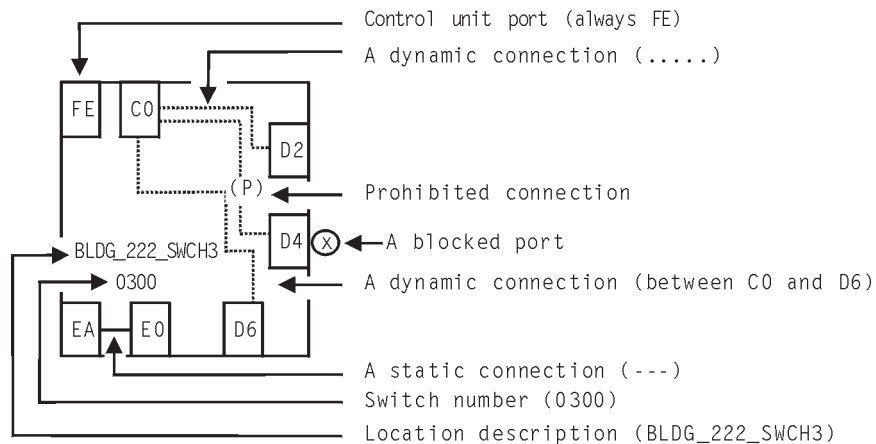 Control unit port (always FE)
A dynamic connection (.....)
FE
C0
D2
(P)
Prohibited connection
D4
X
A blocked port
BLDG_222_SWCH3
0300
A dynamic connection (between C0 and D6)
EA
E0
D6
A static connection (---)
Switch number (0300)
Location description (BLDG_222_SWCH3)